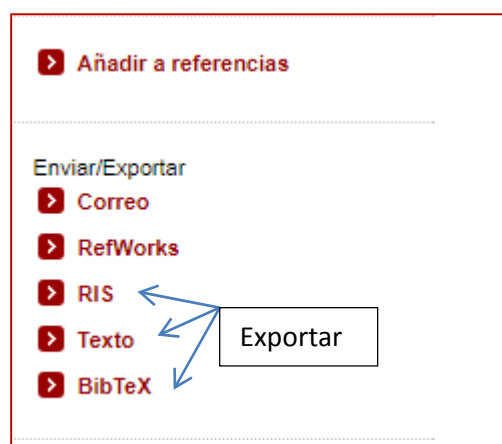 Añadir a referencias
Enviar/Exportar
Correo
RefWorks
RIS
Texto
Exportar
BibTeX